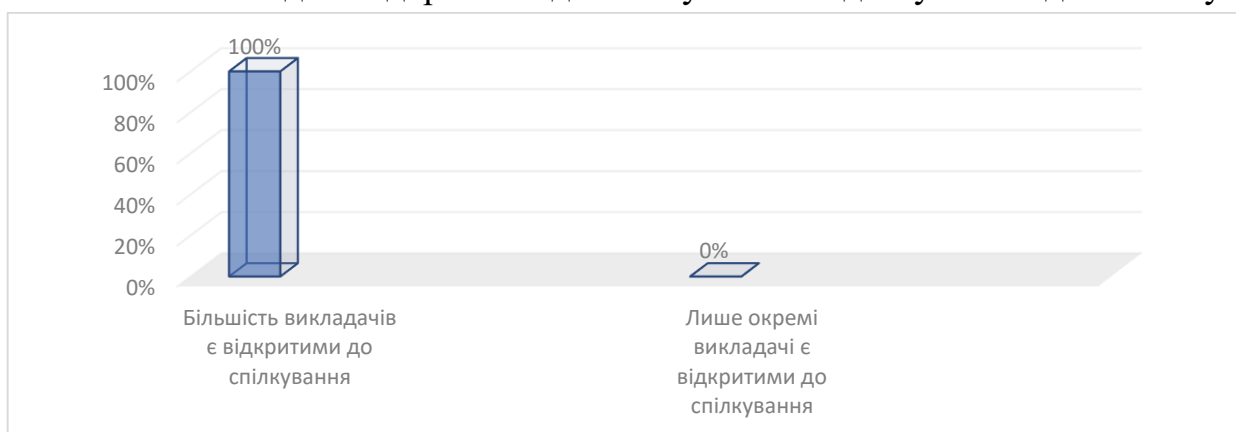 100%
100%
80%
60%
40%
20%
0%
0%
Більшість викладачів
є відкритими до
спілкування
Лише окремі
викладачі є
відкритими до
спілкування